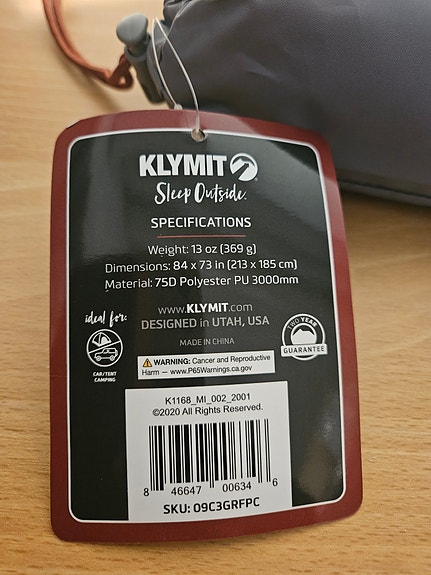 KLYMIT
Sleep Outside.
SPECIFICATIONS
Weight: 13 oz (369 g)
Dimensions: 84 x 73 in (213 x 185 cm)
Material: 75D Polyester PU 3000mm
www.KLYMIT.com
DESIGNED in UTAH, USA
MADE IN CHINA
ideal for:
CAR/TENT
CAMPING
TWO YEAR
GUARANTEE
WARNING: Cancer and Reproductive
Harm — www.P65Warnings.ca.gov
K1168_MI_002_2001
©2020 All Rights Reserved.
8 46647 00634 6
SKU: 09C3GRFPC